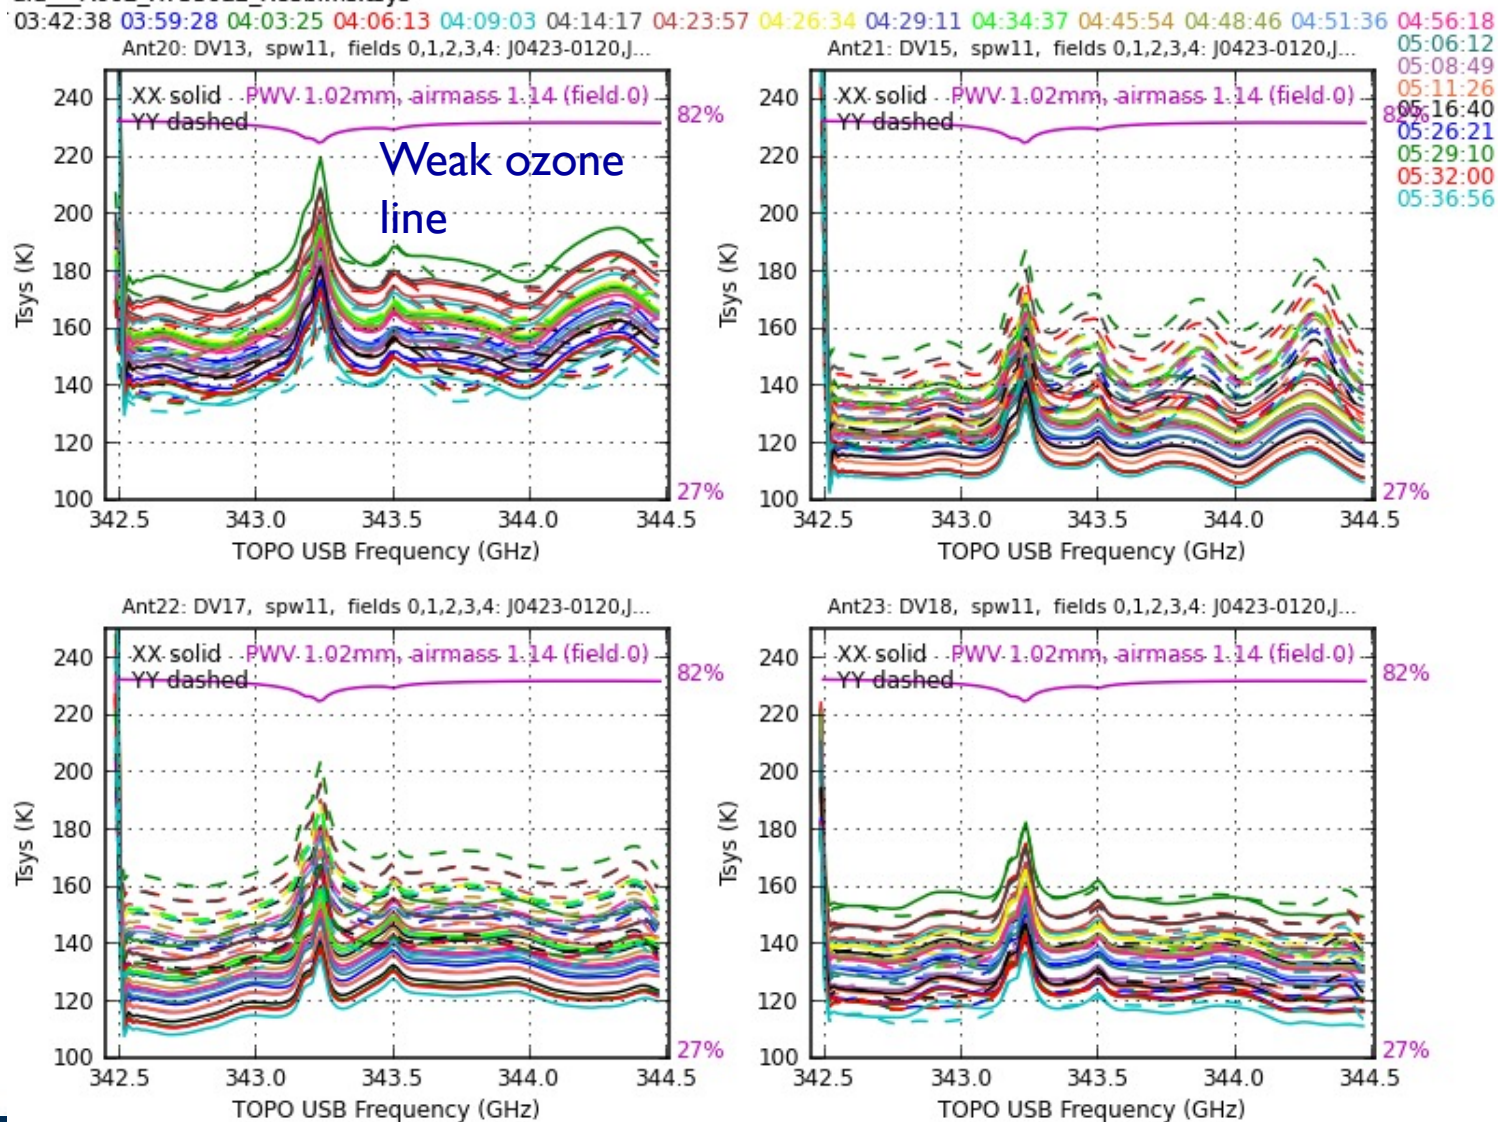 03:42:38 03:59:28 04:03:25 04:06:13 04:09:03 04:14:17 04:23:57 04:26:34 04:29:11 04:34:37 04:45:54 04:48:46 04:51:36 04:56:18
05:06:12
05:08:49
05:11:26
05:16:40
05:26:21
05:29:10
05:32:00
05:36:56
Ant20: DV13, spw11, fields 0,1,2,3,4: J0423-0120,J...
XX solid PWV 1.02mm, airmass 1.14 (field 0)
YY dashed
82%
Weak ozone
line
240
220
200
180
160
140
120
100
Tsys (K)
27%
342.5 343.0 343.5 344.0 344.5
TOPO USB Frequency (GHz)
Ant21: DV15, spw11, fields 0,1,2,3,4: J0423-0120,J...
XX solid PWV 1.02mm, airmass 1.14 (field 0)
YY dashed
82%
240
220
200
180
160
140
120
100
Tsys (K)
27%
342.5 343.0 343.5 344.0 344.5
TOPO USB Frequency (GHz)
Ant22: DV17, spw11, fields 0,1,2,3,4: J0423-0120,J...
XX solid PWV 1.02mm, airmass 1.14 (field 0)
YY dashed
82%
240
220
200
180
160
140
120
100
Tsys (K)
27%
342.5 343.0 343.5 344.0 344.5
TOPO USB Frequency (GHz)
Ant23: DV18, spw11, fields 0,1,2,3,4: J0423-0120,J...
XX solid PWV 1.02mm, airmass 1.14 (field 0)
YY dashed
82%
240
220
200
180
160
140
120
100
Tsys (K)
27%
342.5 343.0 343.5 344.0 344.5
TOPO USB Frequency (GHz)